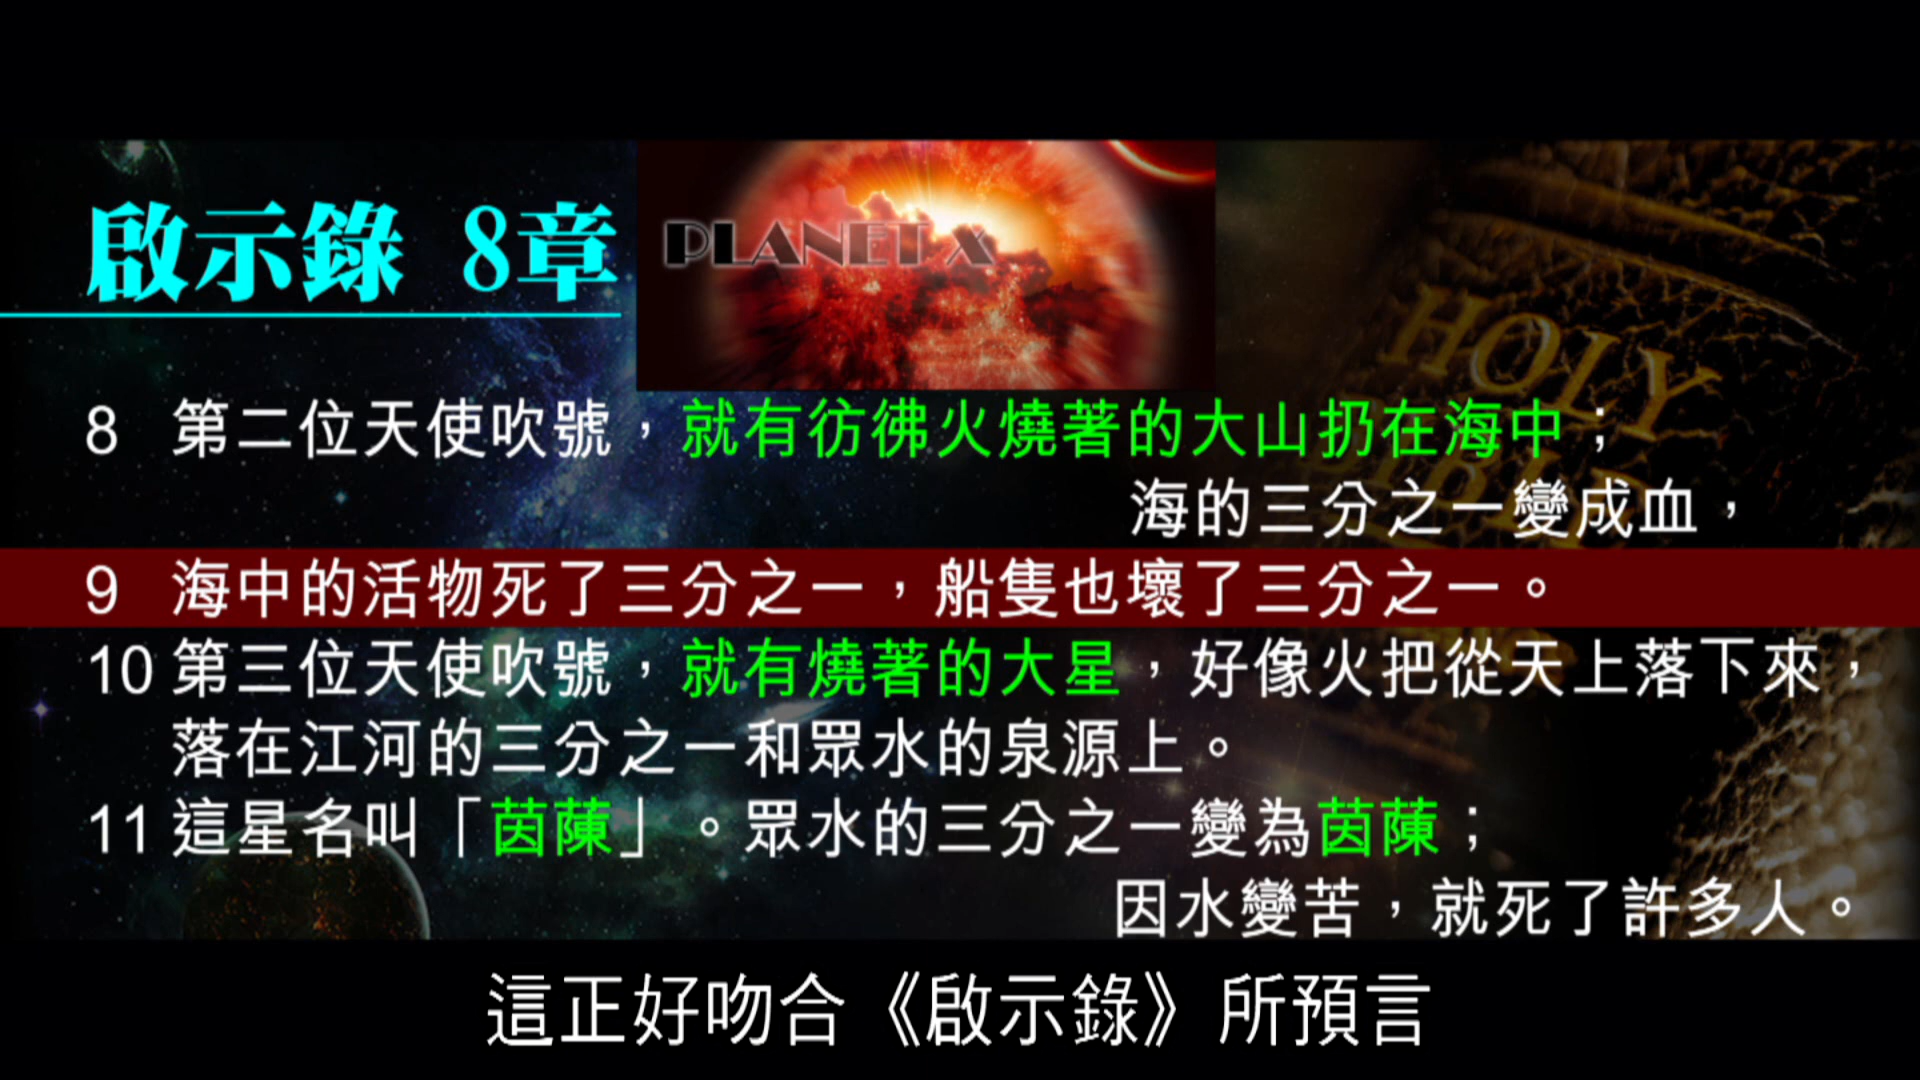 啟示錄 8章
PLANET X
HOLY
BIBLE
8 第二位天使吹號，就有彷彿火燒著的大山扔在海中；
海的三分之一變成血，
9 海中的活物死了三分之一，船隻也壞了三分之一。
10 第三位天使吹號，就有燒著的大星，好像火把從天上落下來，
落在江河的三分之一和眾水的泉源上。
11 這星名叫「茵蔯」。眾水的三分之一變為茵蔯；
因水變苦，就死了許多人。
這正好吻合《啟示錄》所預言